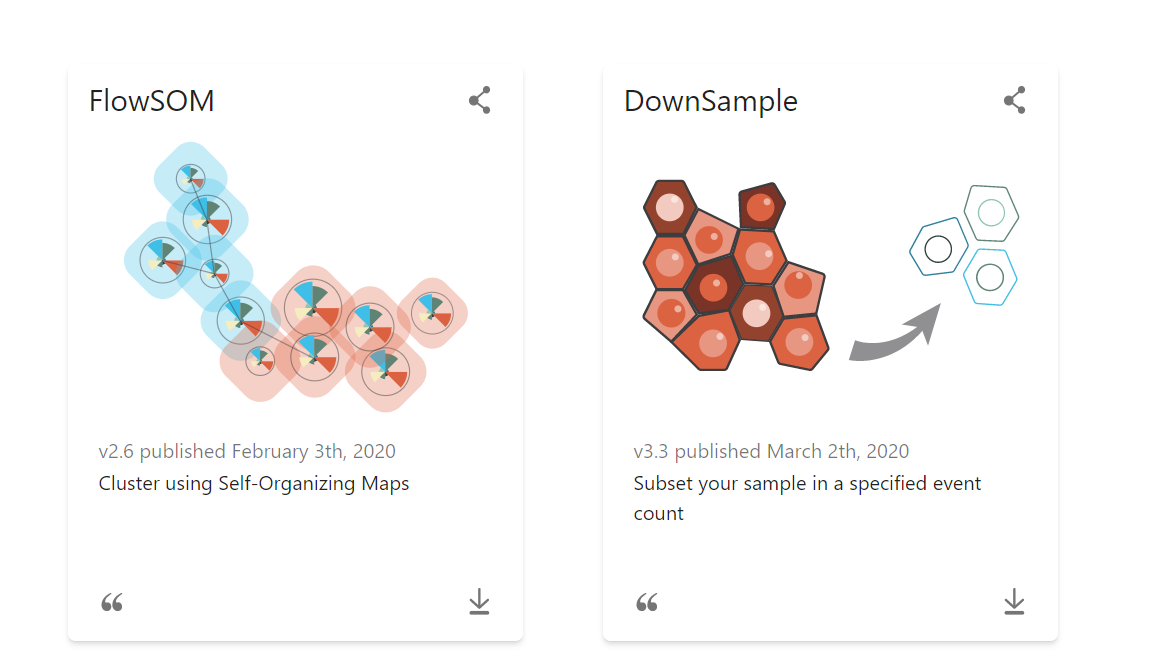 FlowSOM
v2.6 published February 3th, 2020
Cluster using Self-Organizing Maps
DownSample
v3.3 published March 2th, 2020
Subset your sample in a specified event
count